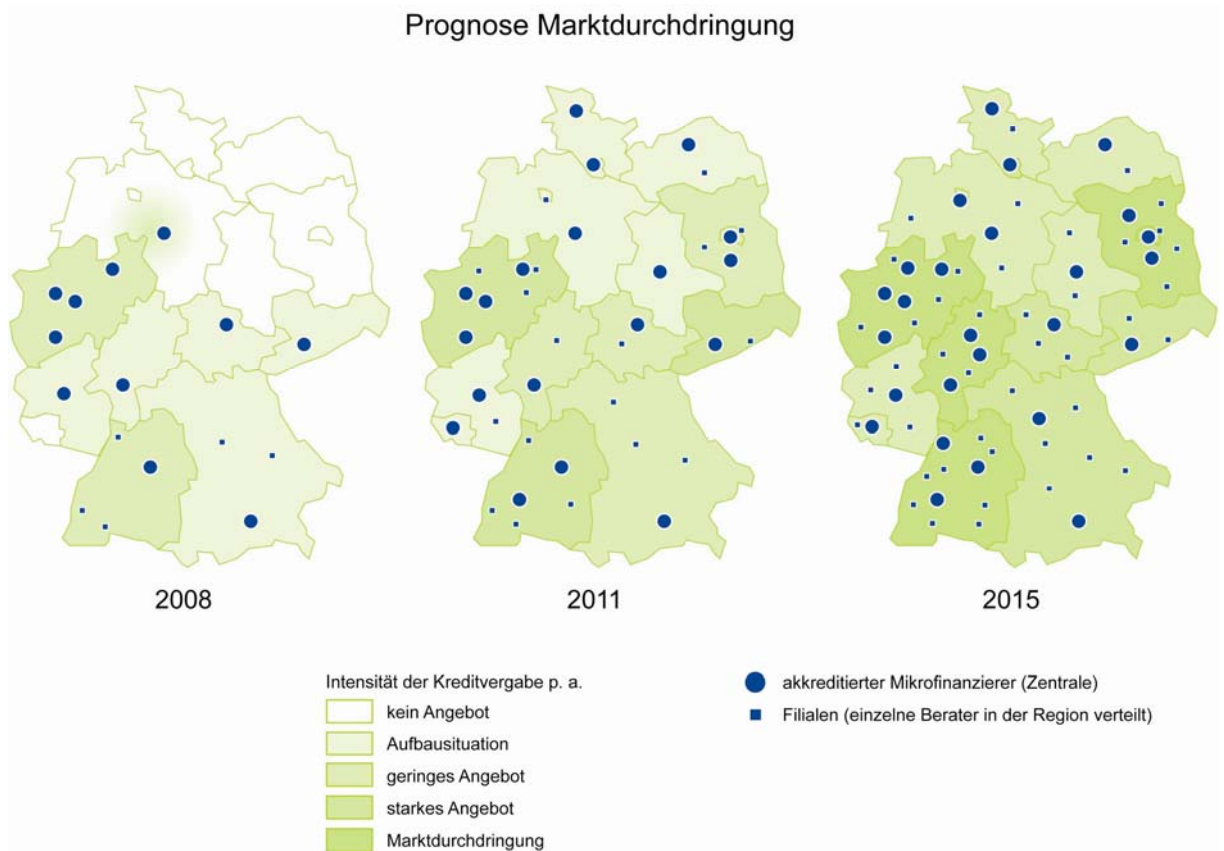 Prognose Marktdurchdringung
2008
2011
2015
Intensität der Kreditvergabe p. a.
kein Angebot
Aufbausituation
geringes Angebot
starkes Angebot
Marktdurchdringung
akkreditierter Mikrofinanzierer (Zentrale)
Filialen (einzelne Berater in der Region verteilt)